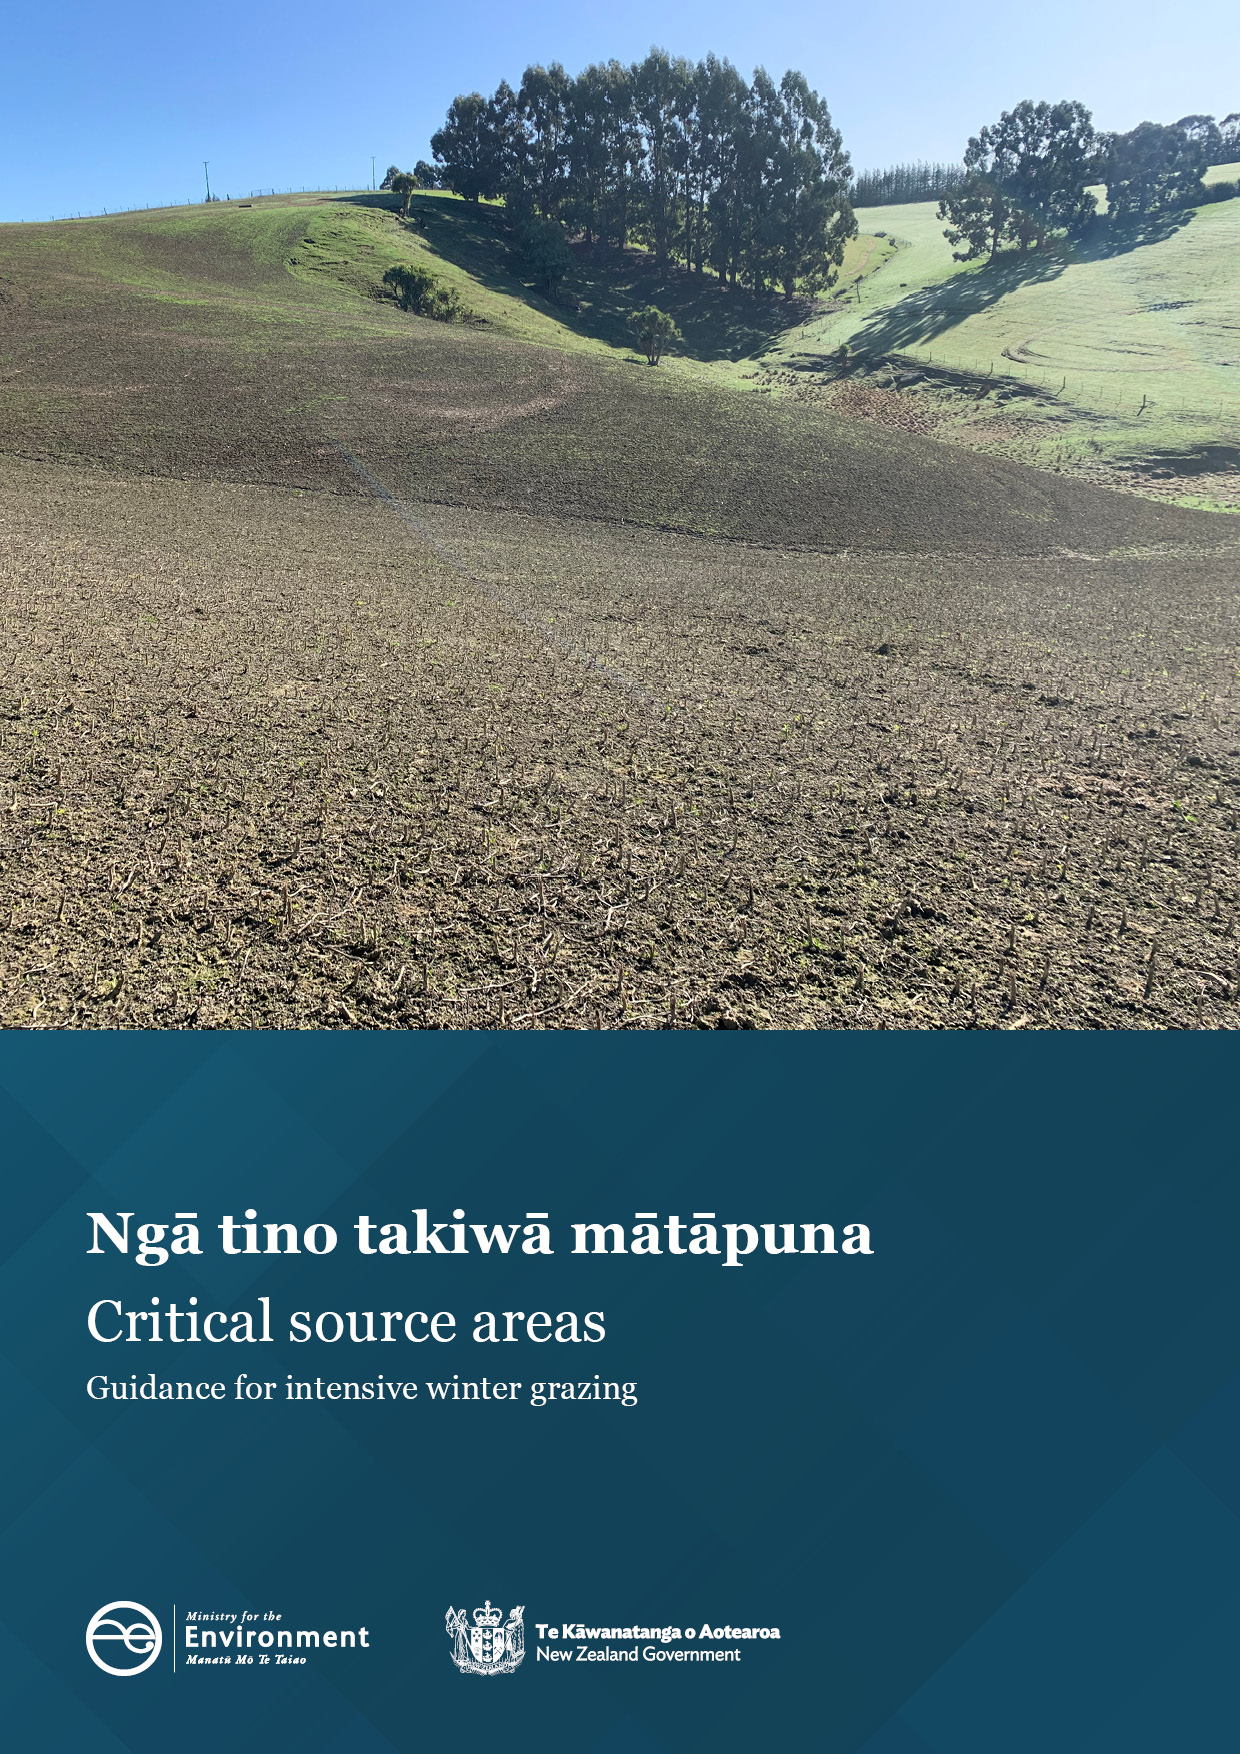 Ngā tino takiwā mātāpuna
Critical source areas
Guidance for intensive winter grazing
Ministry for the
Environment
Manatū Mō Te Taiao
Te Kāwanatanga o Aotearoa
New Zealand Government